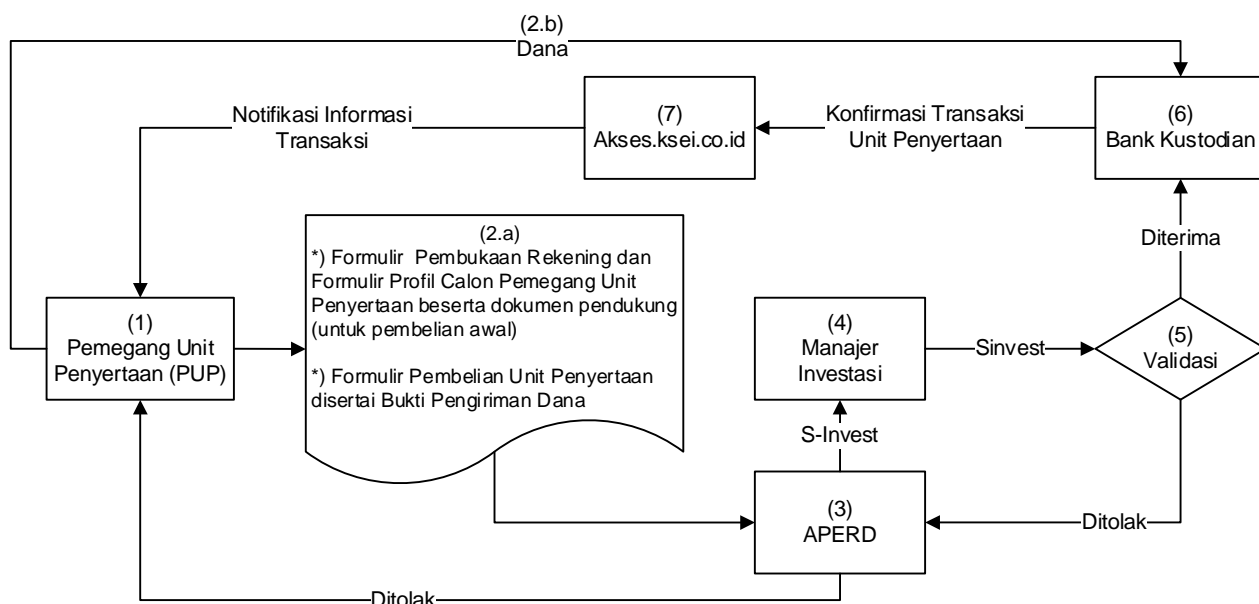 (2.b)
Dana
Notifikasi Informasi
Transaksi
(7)
Akses.ksei.co.id
Konfirmasi Transaksi
Unit Penyertaan
(6)
Bank Kustodian
(2.a)
*) Formulir Pembukaan Rekening dan
Formulir Profil Calon Pemegang Unit
Penyertaan beserta dokumen pendukung
(untuk pembelian awal)
*) Formulir Pembelian Unit Penyertaan
disertai Bukti Pengiriman Dana
Diterima
(1)
Pemegang Unit
Penyertaan (PUP)
(4)
Manajer
Investasi
Sinvest
(5)
Validasi
S-Invest
(3)
APERD
Ditolak
Ditolak